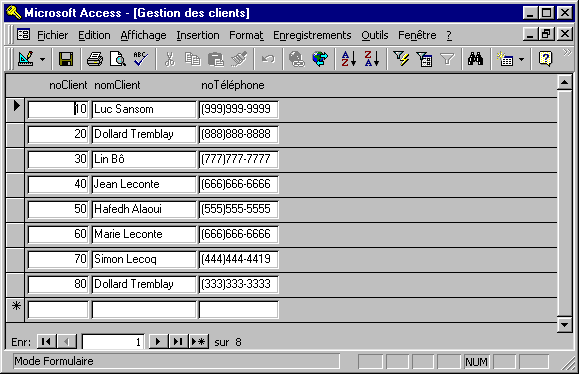 Microsoft Access - [Gestion des clients]
Fichier Edition Affichage Insertion Format Enregistrements Outils Fenêtre ?
noClient nomClient noTéléphone
10 Luc Sansom (999)999-9999
20 Dollard Tremblay (888)888-8888
30 Lin Bô (777)777-7777
40 Jean Leconte (666)666-6666
50 Hafedh Alaoui (555)555-5555
60 Marie Leconte (666)666-6666
70 Simon Lecoq (444)444-4419
80 Dollard Tremblay (333)333-3333
Enr: 1 sur 8
Mode Formulaire NUM